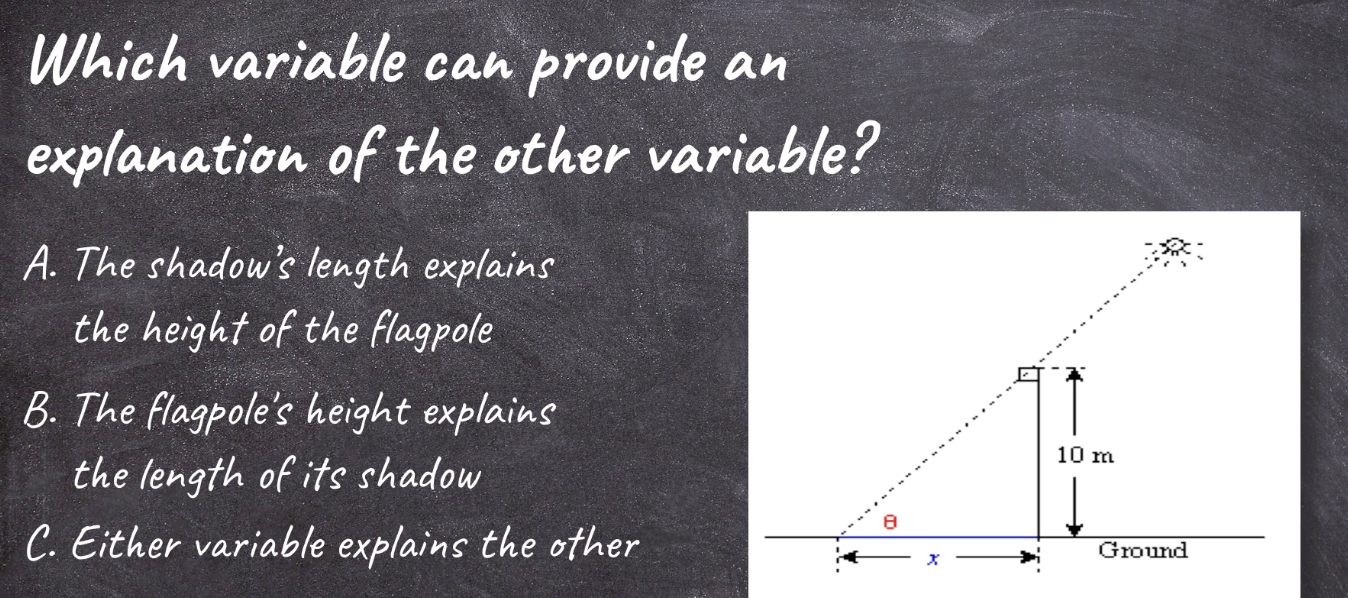 Which variable can provide an
explanation of the other variable?
A. The shadow's length explains
the height of the flagpole
B. The flagpole's height explains
the length of its shadow
C. Either variable explains the other
10 m
θ
x
Ground